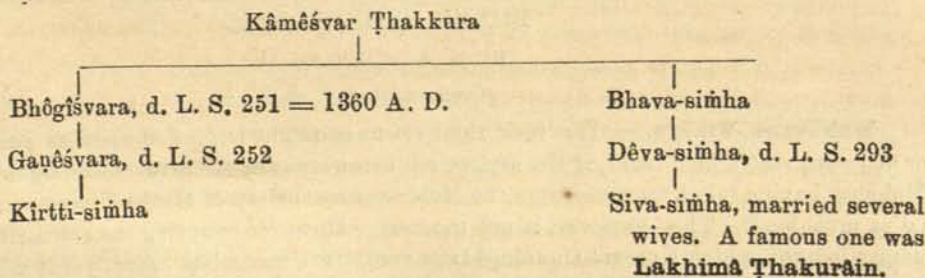 Kâmêśvar Ṭhakkura
Bhôgîśvara, d. L. S. 251 = 1360 A. D.
Gaṇêśvara, d. L. S. 252
Kîrtti-siṁha
Bhava-siṁha
Dêva-siṁha, d. L. S. 293
Siva-siṁha, married several
wives. A famous one was
Lakhimâ Thakurâin.